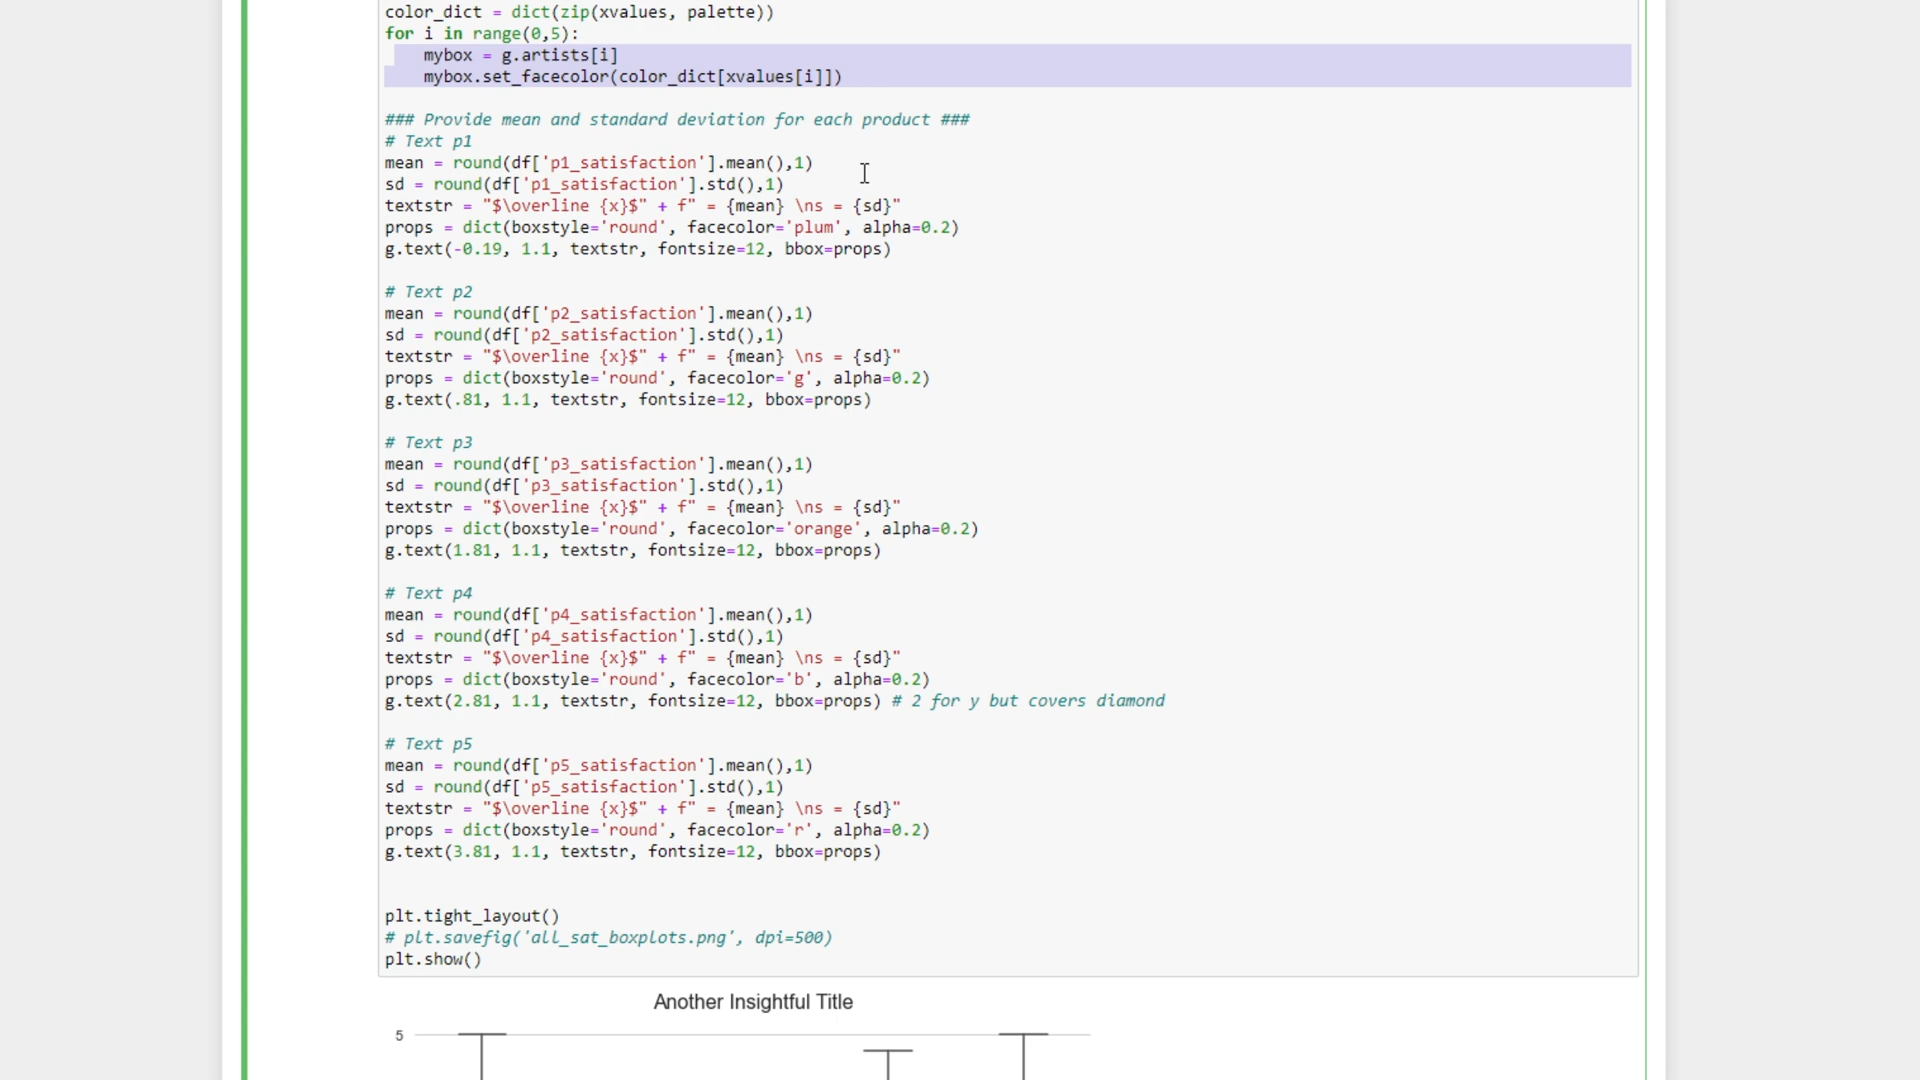 color_dict = dict(zip(xvalues, palette))
for i in range(0,5):
    mybox = g.artists[i]
    mybox.set_facecolor(color_dict[xvalues[i]])

### Provide mean and standard deviation for each product ###
# Text p1
mean = round(df['p1_satisfaction'].mean(),1)
sd = round(df['p1_satisfaction'].std(),1)
textstr = "$\overline {x}$" + f" = {mean} \ns = {sd}"
props = dict(boxstyle='round', facecolor='plum', alpha=0.2)
g.text(-0.19, 1.1, textstr, fontsize=12, bbox=props)

# Text p2
mean = round(df['p2_satisfaction'].mean(),1)
sd = round(df['p2_satisfaction'].std(),1)
textstr = "$\overline {x}$" + f" = {mean} \ns = {sd}"
props = dict(boxstyle='round', facecolor='g', alpha=0.2)
g.text(.81, 1.1, textstr, fontsize=12, bbox=props)

# Text p3
mean = round(df['p3_satisfaction'].mean(),1)
sd = round(df['p3_satisfaction'].std(),1)
textstr = "$\overline {x}$" + f" = {mean} \ns = {sd}"
props = dict(boxstyle='round', facecolor='orange', alpha=0.2)
g.text(1.81, 1.1, textstr, fontsize=12, bbox=props)

# Text p4
mean = round(df['p4_satisfaction'].mean(),1)
sd = round(df['p4_satisfaction'].std(),1)
textstr = "$\overline {x}$" + f" = {mean} \ns = {sd}"
props = dict(boxstyle='round', facecolor='b', alpha=0.2)
g.text(2.81, 1.1, textstr, fontsize=12, bbox=props) # 2 for y but covers diamond

# Text p5
mean = round(df['p5_satisfaction'].mean(),1)
sd = round(df['p5_satisfaction'].std(),1)
textstr = "$\overline {x}$" + f" = {mean} \ns = {sd}"
props = dict(boxstyle='round', facecolor='r', alpha=0.2)
g.text(3.81, 1.1, textstr, fontsize=12, bbox=props)

plt.tight_layout()
# plt.savefig('all_sat_boxplots.png', dpi=500)
plt.show()
Another Insightful Title
5